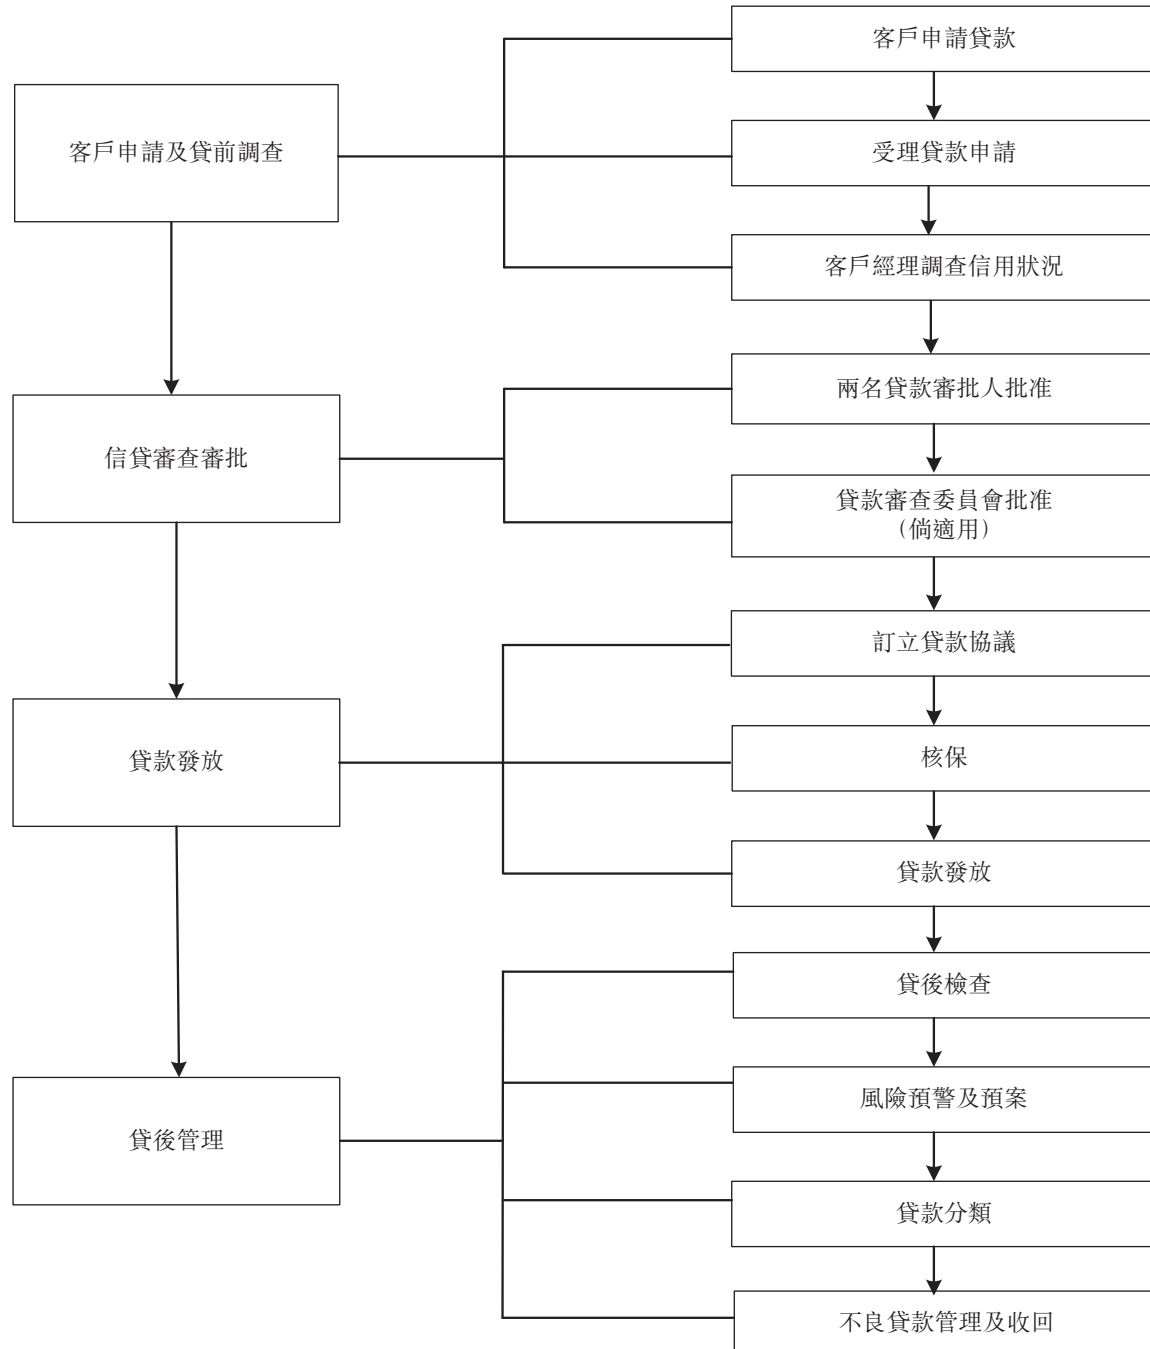 客戶申請及貸前調查
客戶申請貸款
受理貸款申請
客戶經理調查信用狀況
信貸審查審批
兩名貸款審批人批准
貸款審查委員會批准
（倘適用）
貸款發放
訂立貸款協議
核保
貸款發放
貸後管理
貸後檢查
風險預警及預案
貸款分類
不良貸款管理及收回